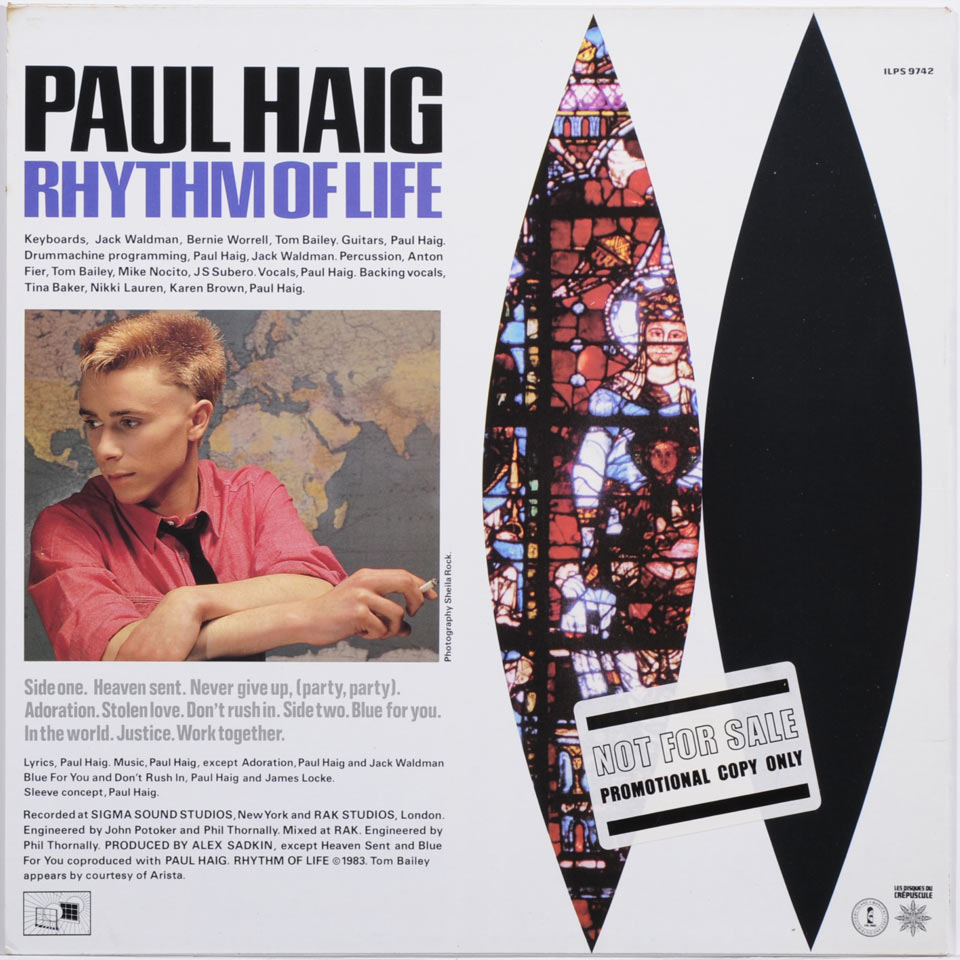 ILPS 9742
PAUL HAIG
RHYTHM OF LIFE
Keyboards, Jack Waldman, Bernie Worrell, Tom Bailey. Guitars, Paul Haig.
Drummachine programming, Paul Haig, Jack Waldman. Percussion, Anton
Fier, Tom Bailey, Mike Nocito, JS Subero. Vocals, Paul Haig. Backing vocals,
Tina Baker, Nikki Lauren, Karen Brown, Paul Haig.
Photography Sheila Rock.
Side one. Heaven sent. Never give up, (party, party).
Adoration. Stolen love. Don't rush in. Side two. Blue for you.
In the world. Justice. Work together.
Lyrics, Paul Haig. Music, Paul Haig, except Adoration, Paul Haig and Jack Waldman
Blue For You and Don't Rush In, Paul Haig and James Locke.
Sleeve concept, Paul Haig.
Recorded at SIGMA SOUND STUDIOS, New York and RAK STUDIOS, London.
Engineered by John Potoker and Phil Thornally. Mixed at RAK. Engineered by
Phil Thornally. PRODUCED BY ALEX SADKIN, except Heaven Sent and Blue
For You coproduced with PAUL HAIG. RHYTHM OF LIFE ©1983. Tom Bailey
appears by courtesy of Arista.
NOT FOR SALE
PROMOTIONAL COPY ONLY
LES DISQUES DU
CRÉPUSCULE